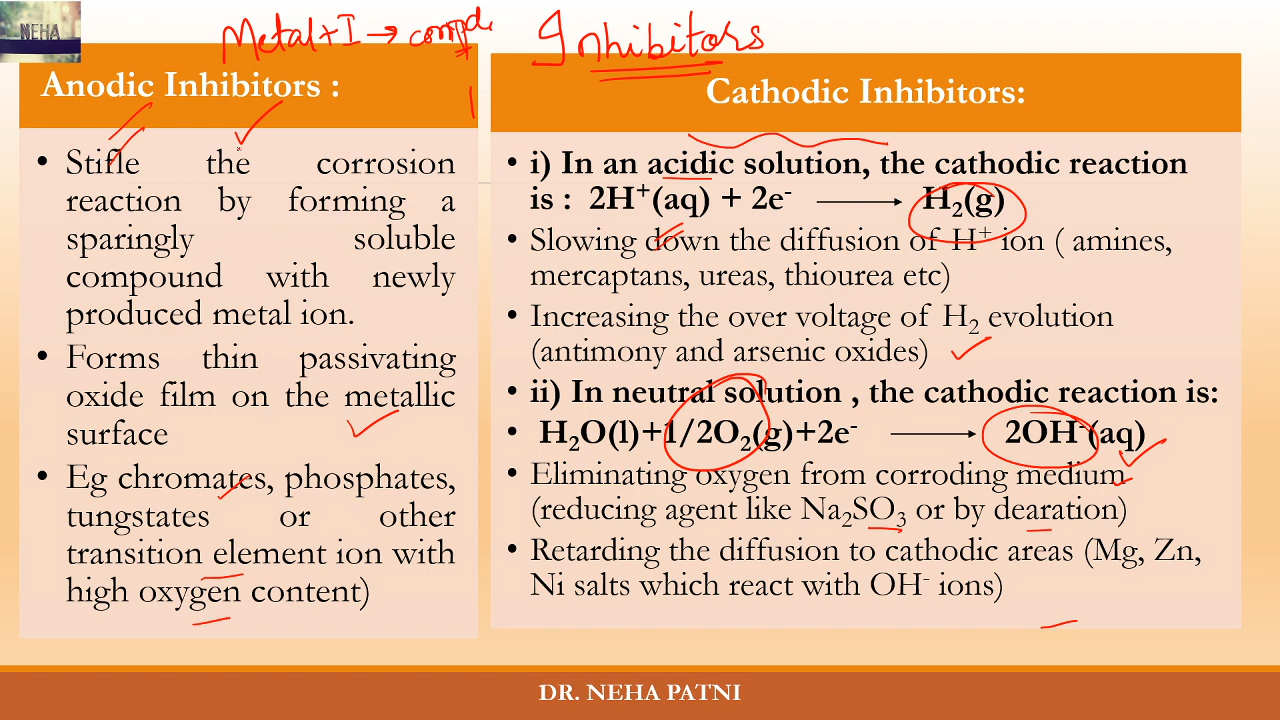 NEHA
Metal + I → compd.
Inhibitors
Anodic Inhibitors :
• Stifle the corrosion
reaction by forming a
sparingly soluble
compound with newly
produced metal ion.
• Forms thin passivating
oxide film on the metallic
surface
• Eg chromates, phosphates,
tungstates or other
transition element ion with
high oxygen content)
Cathodic Inhibitors:
• i) In an acidic solution, the cathodic reaction
is : 2H⁺(aq) + 2e⁻ ⟶ H₂(g)
• Slowing down the diffusion of H⁺ ion ( amines,
mercaptans, ureas, thiourea etc)
• Increasing the over voltage of H₂ evolution
(antimony and arsenic oxides)
• ii) In neutral solution , the cathodic reaction is:
• H₂O(l)+1/2O₂(g)+2e⁻ ⟶ 2OH⁻(aq)
• Eliminating oxygen from corroding medium
(reducing agent like Na₂SO₃ or by dearation)
• Retarding the diffusion to cathodic areas (Mg, Zn,
Ni salts which react with OH⁻ ions)
DR. NEHA PATNI